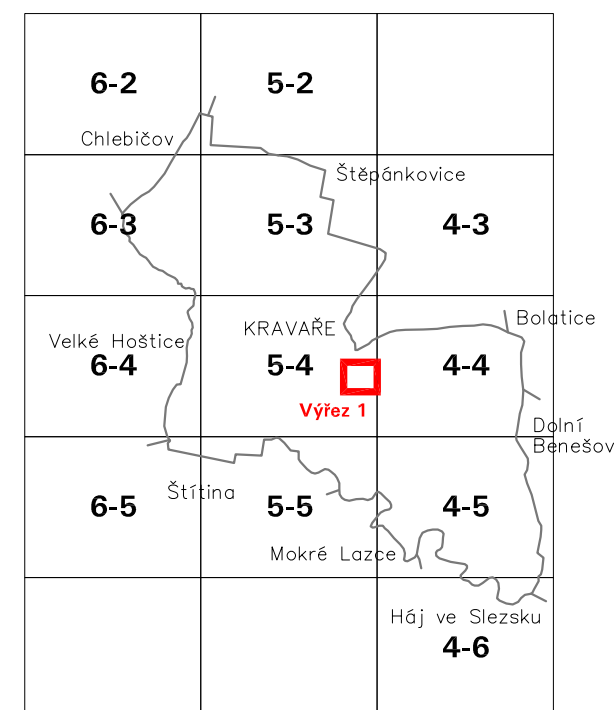 6-2
5-2
Chlebičov
Štěpánkovice
6-3
5-3
4-3
Bolatice
KRAVAŘE
Velké Hoštice
6-4
5-4
4-4
Výřez 1
Dolní
Benešov
Štítina
6-5
5-5
4-5
Mokré Lazce
Háj ve Slezsku
4-6